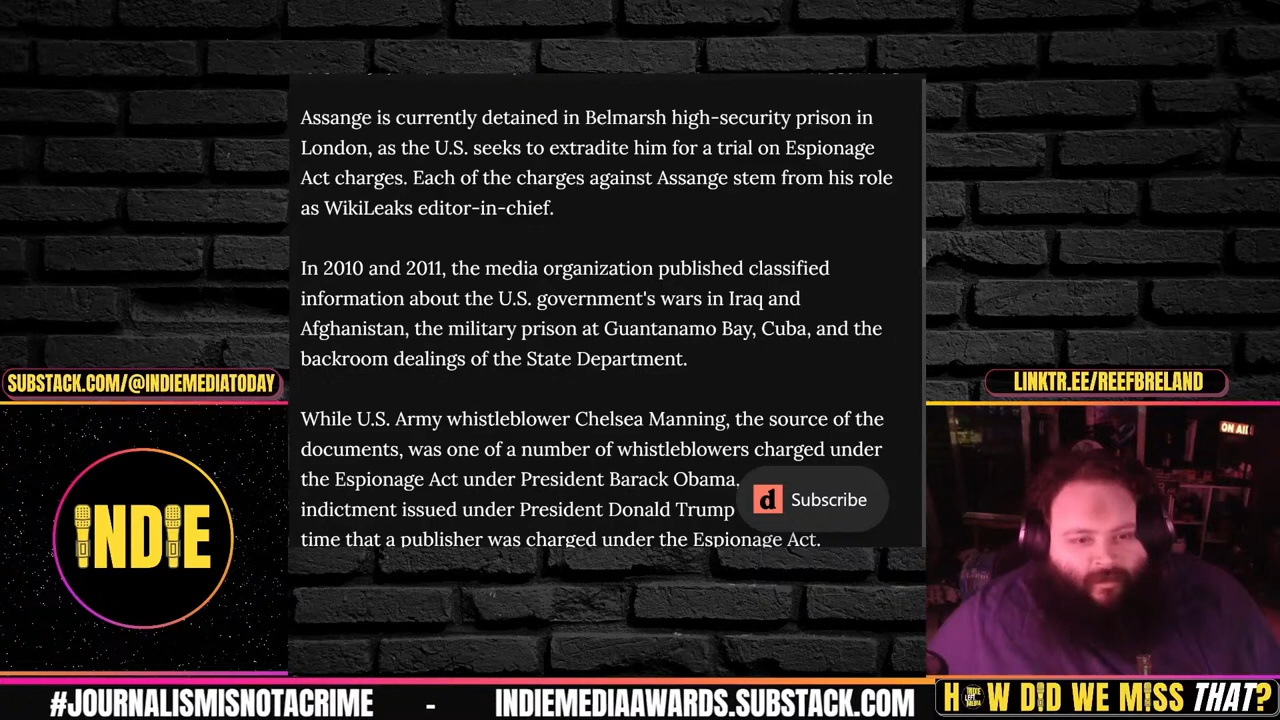 Assange is currently detained in Belmarsh high-security prison in
London, as the U.S. seeks to extradite him for a trial on Espionage
Act charges. Each of the charges against Assange stem from his role
as WikiLeaks editor-in-chief.
In 2010 and 2011, the media organization published classified
information about the U.S. government's wars in Iraq and
Afghanistan, the military prison at Guantanamo Bay, Cuba, and the
backroom dealings of the State Department.
While U.S. Army whistleblower Chelsea Manning, the source of the
documents, was one of a number of whistleblowers charged under
the Espionage Act under President Barack Obama,
indictment issued under President Donald Trump
time that a publisher was charged under the Espionage Act.
d Subscribe
SUBSTACK.COM/@INDIEMEDIATODAY
INDIE
LINKTR.EE/REEFBRELAND
ON AIR
#JOURNALISMISNOTACRIME - INDIEMEDIAAWARDS.SUBSTACK.COM
HOW DID WE MISS THAT?
INDIE LEFT MEDIA